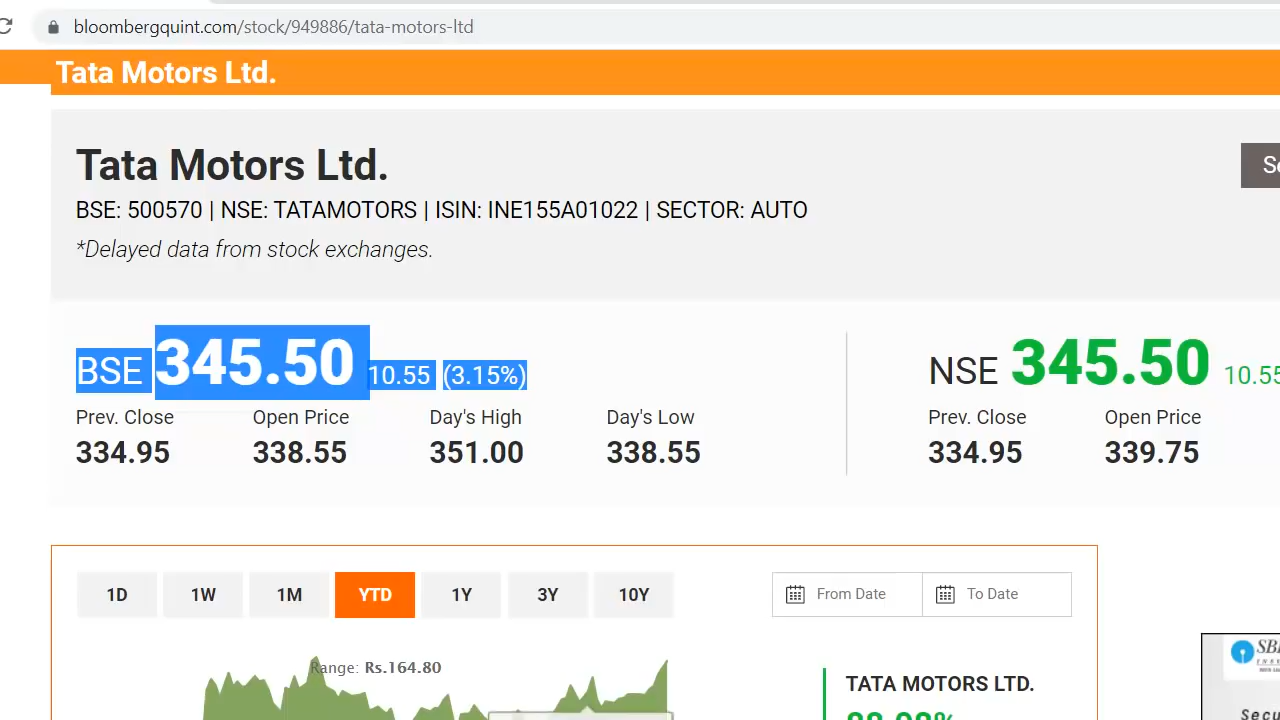 bloombergquint.com/stock/949886/tata-motors-ltd
Tata Motors Ltd.
Tata Motors Ltd.
BSE: 500570 | NSE: TATAMOTORS | ISIN: INE155A01022 | SECTOR: AUTO
*Delayed data from stock exchanges.
BSE 345.50 10.55 (3.15%)
Prev. Close Open Price Day's High Day's Low
334.95 338.55 351.00 338.55
NSE 345.50 10.55
Prev. Close Open Price
334.95 339.75
1D 1W 1M YTD 1Y 3Y 10Y
From Date To Date
Range: Rs.164.80
TATA MOTORS LTD.